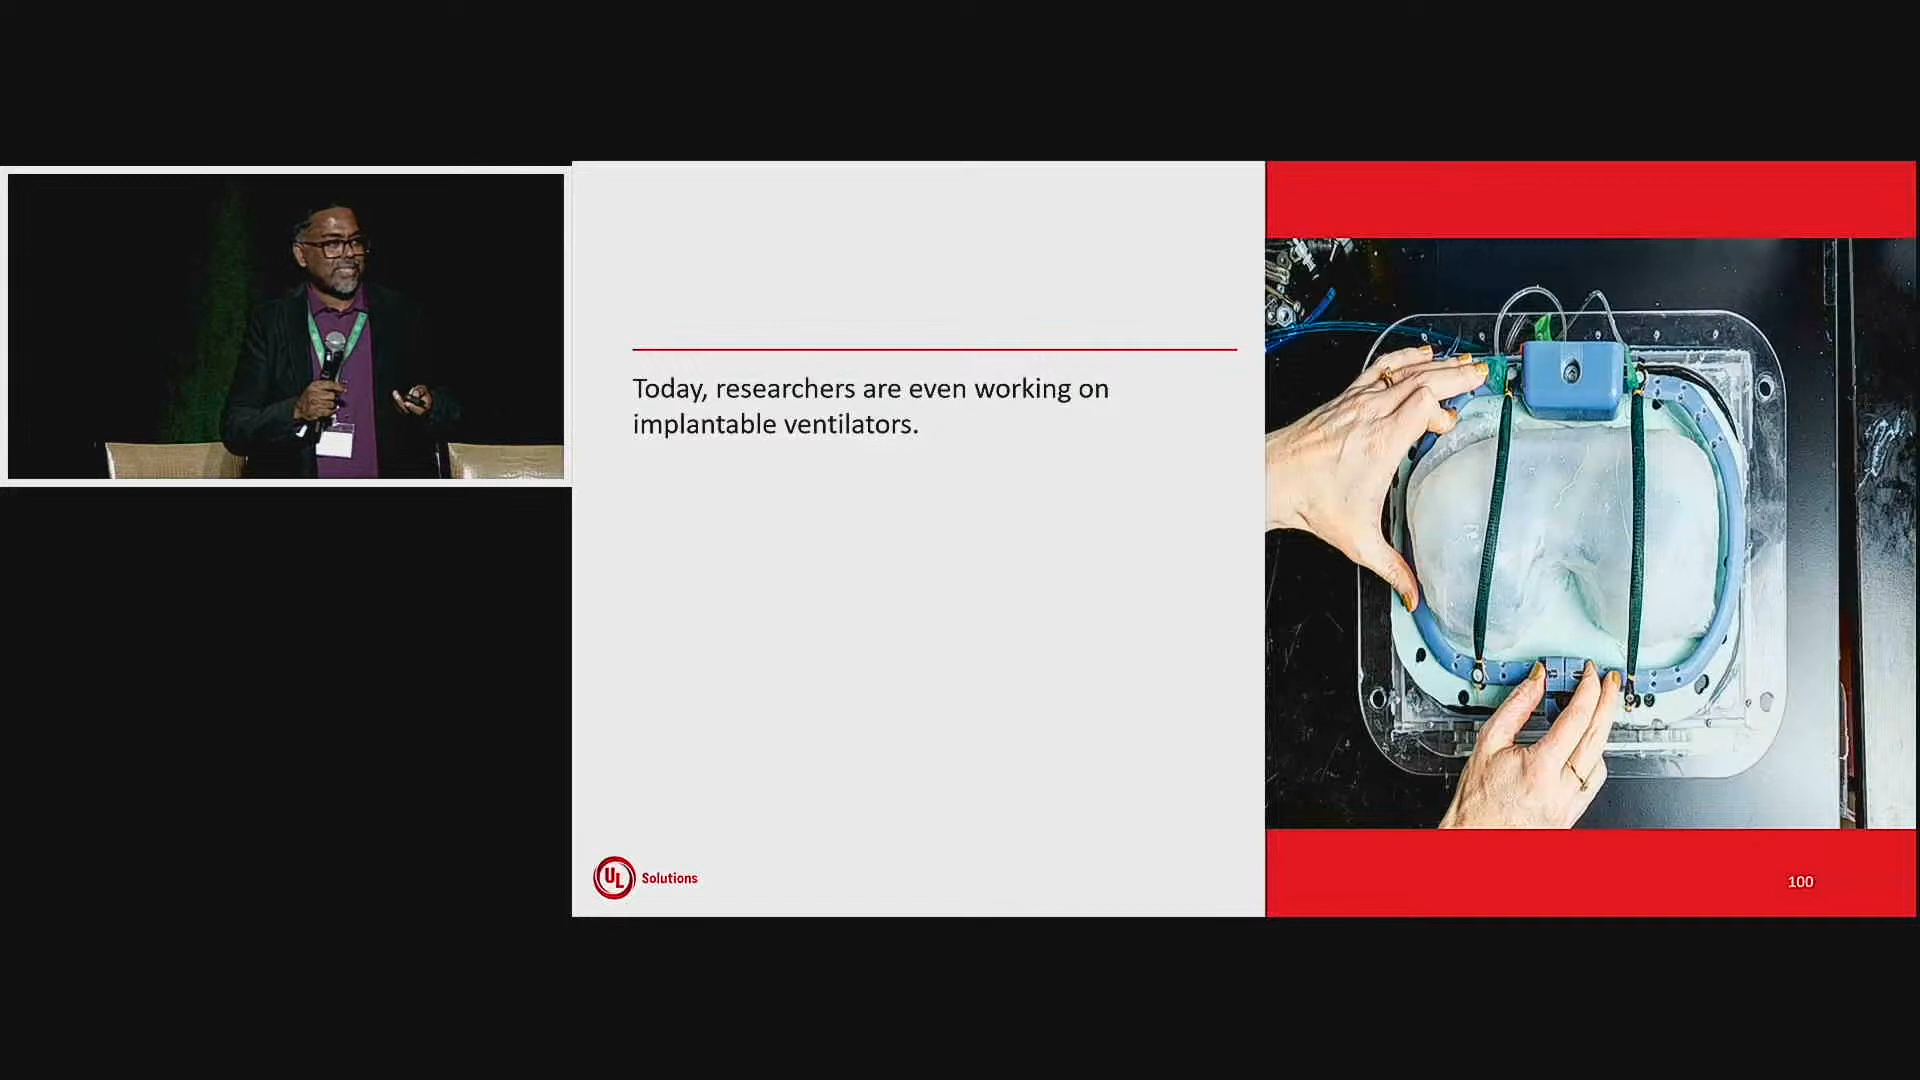 Today, researchers are even working on
implantable ventilators.
UL Solutions
100